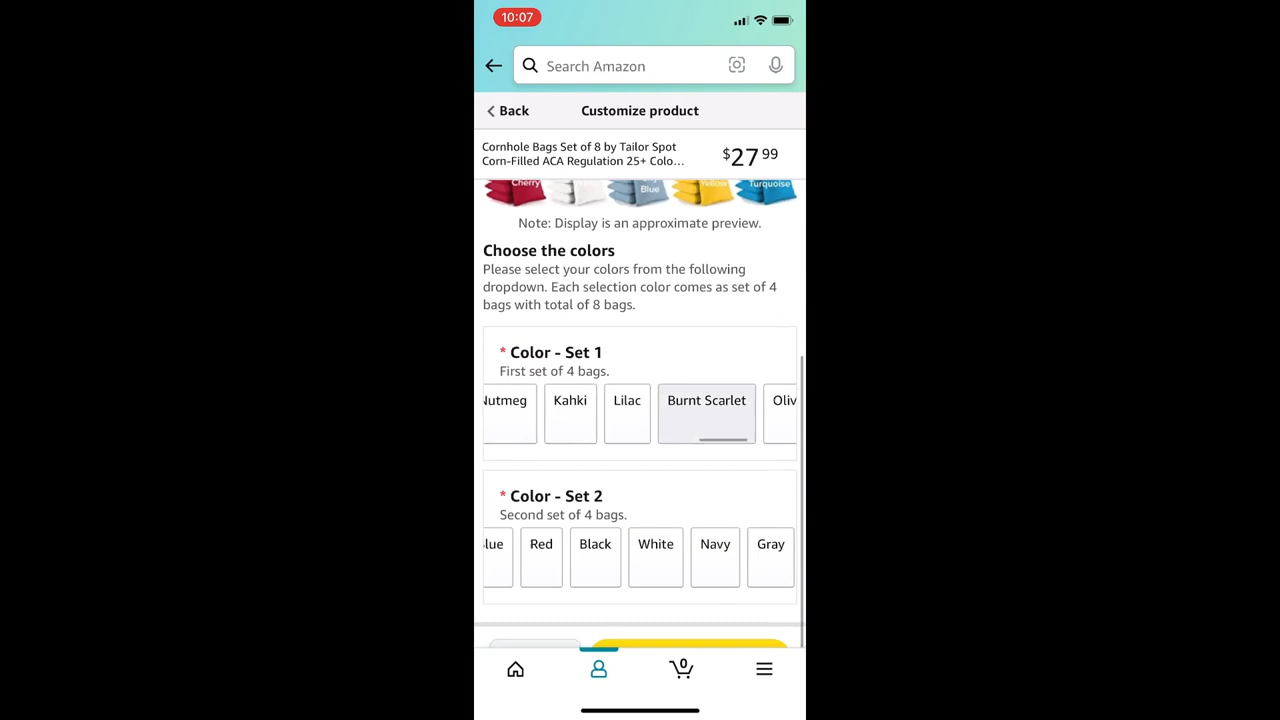 10:07
Search Amazon
Back
Customize product
Cornhole Bags Set of 8 by Tailor Spot
Corn-Filled ACA Regulation 25+ Colo...
$27 99
Cherry
Blue
Yellow
Turquoise
Note: Display is an approximate preview.
Choose the colors
Please select your colors from the following
dropdown. Each selection color comes as set of 4
bags with total of 8 bags.
* Color - Set 1
First set of 4 bags.
Nutmeg
Kahki
Lilac
Burnt Scarlet
Oliv
* Color - Set 2
Second set of 4 bags.
lue
Red
Black
White
Navy
Gray
0